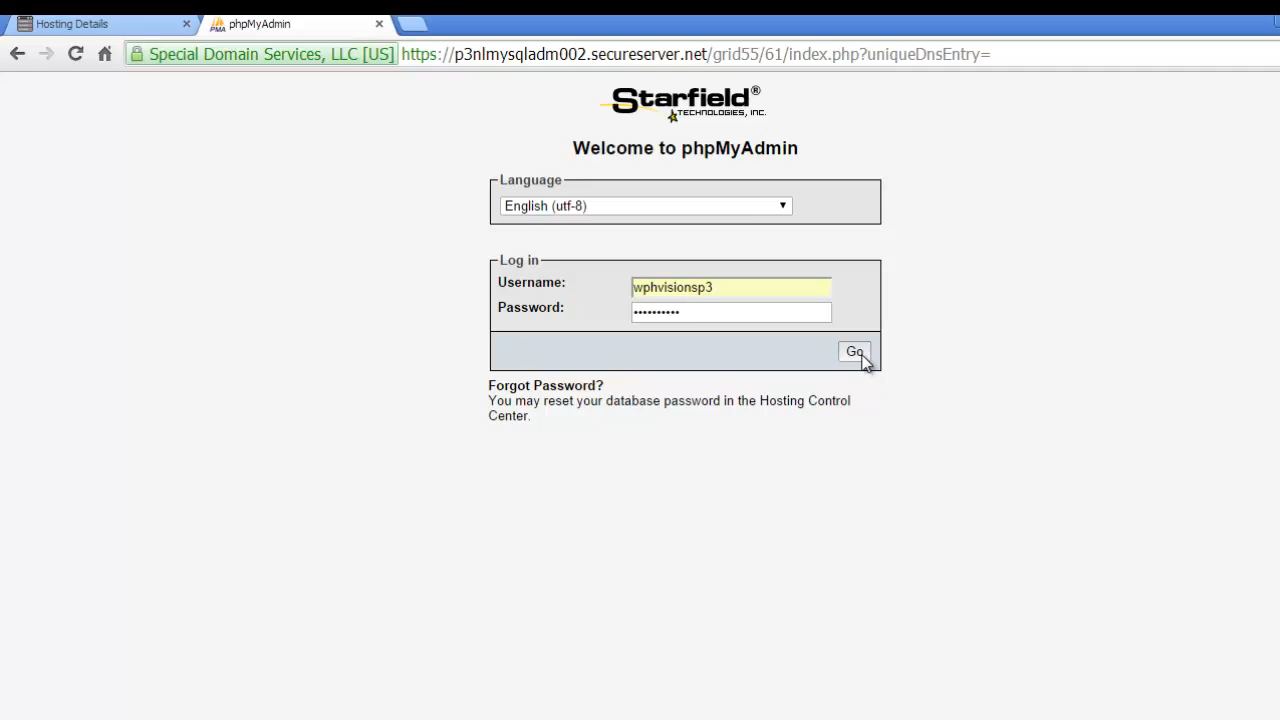 Hosting Details
phpMyAdmin
Special Domain Services, LLC [US] https://p3nlmysqladm002.secureserver.net/grid55/61/index.php?uniqueDnsEntry=
Starfield®
TECHNOLOGIES, INC.
Welcome to phpMyAdmin
Language
English (utf-8)
Log in
Username: wphvisionsp3
Password: ••••••••••
Go
Forgot Password?
You may reset your database password in the Hosting Control
Center.